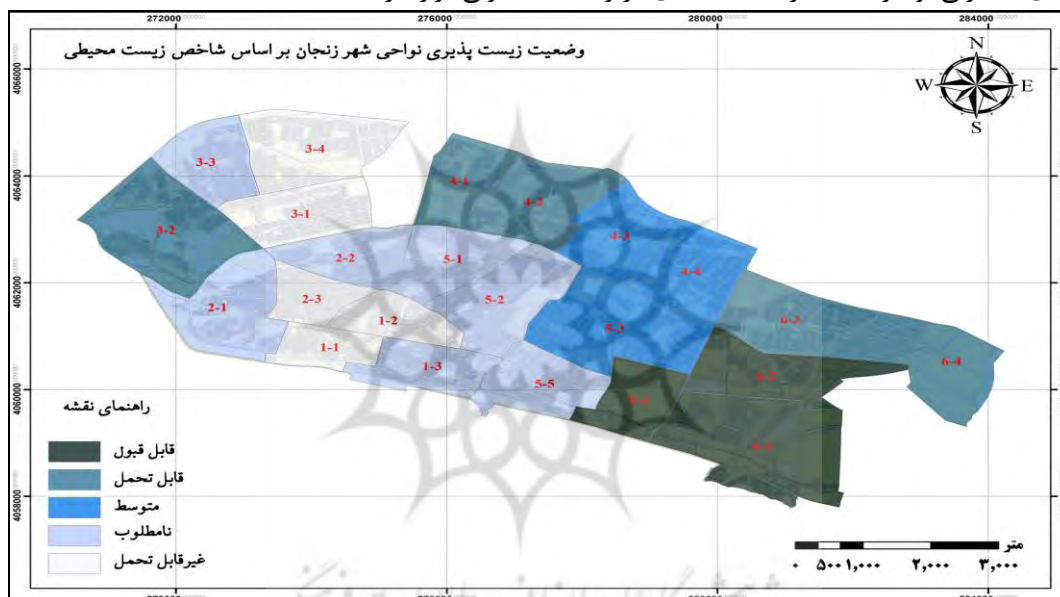 272000 276000 280000 284000
وضعیت زیست پذیری نواحی شهر زنجان بر اساس شاخص زیست محیطی
N
W E
S
4066000
4064000
4062000
4060000
4058000
3-4
3-3
3-1
3-2
4-1
4-2
4-3
4-4
2-2
5-1
2-3
5-2
2-1
1-2
1-1
1-3
5-3
5-5
6-3
6-4
راهنمای نقشه
قابل قبول
قابل تحمل
متوسط
نامطلوب
غیرقابل تحمل
متر
۰ ۵۰۰ ۱,۰۰۰ ۲,۰۰۰ ۳,۰۰۰